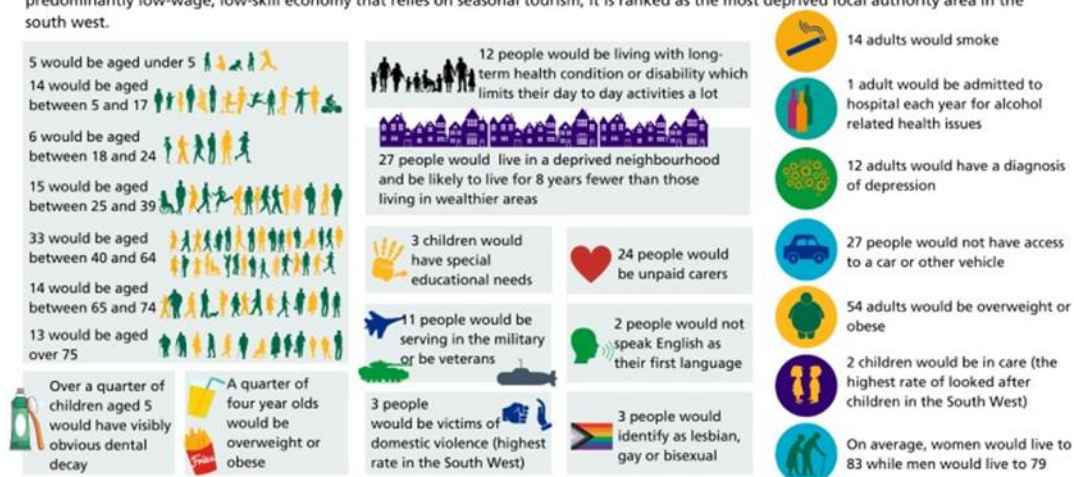 predominantly low-wage, low-skill economy that relies on seasonal tourism, it is ranked as the most deprived local authority area in the
south west.
5 would be aged under 5
14 would be aged
between 5 and 17
6 would be aged
between 18 and 24
15 would be aged
between 25 and 39
33 would be aged
between 40 and 64
14 would be aged
between 65 and 74
13 would be aged
over 75
Over a quarter of
children aged 5
would have visibly
obvious dental
decay
Fries
A quarter of
four year olds
would be
overweight or
obese
12 people would be living with long-
term health condition or disability which
limits their day to day activities a lot
27 people would live in a deprived neighbourhood
and be likely to live for 8 years fewer than those
living in wealthier areas
3 children would
have special
educational needs
24 people would
be unpaid carers
11 people would be
serving in the military
or be veterans
2 people would not
speak English as
their first language
3 people
would be victims of
domestic violence (highest
rate in the South West)
3 people would
identify as lesbian,
gay or bisexual
14 adults would smoke
1 adult would be admitted to
hospital each year for alcohol
related health issues
12 adults would have a diagnosis
of depression
27 people would not have access
to a car or other vehicle
54 adults would be overweight or
obese
2 children would be in care (the
highest rate of looked after
children in the South West)
On average, women would live to
83 while men would live to 79